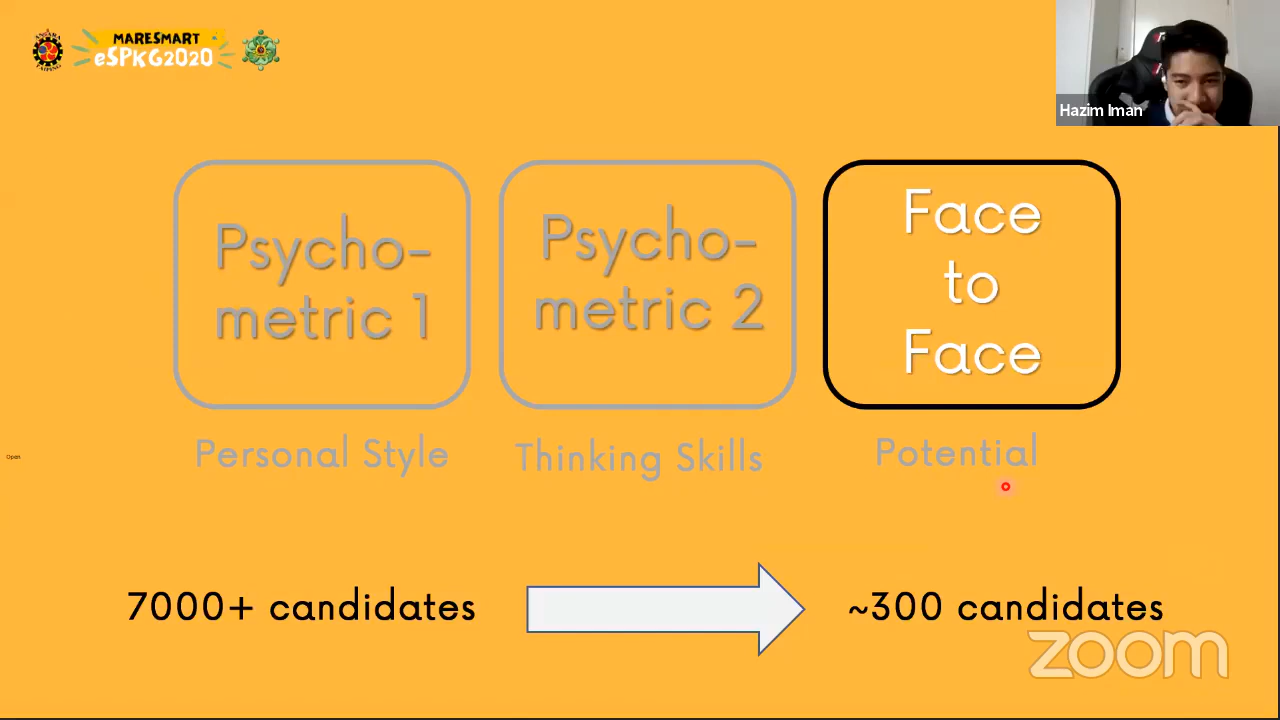 MARESMART
eSPKG2020
Hazim Iman
Psycho-
metric 1
Psycho-
metric 2
Face
to
Face
Personal Style
Thinking Skills
Potential
Open
7000+ candidates
~300 candidates
zoom